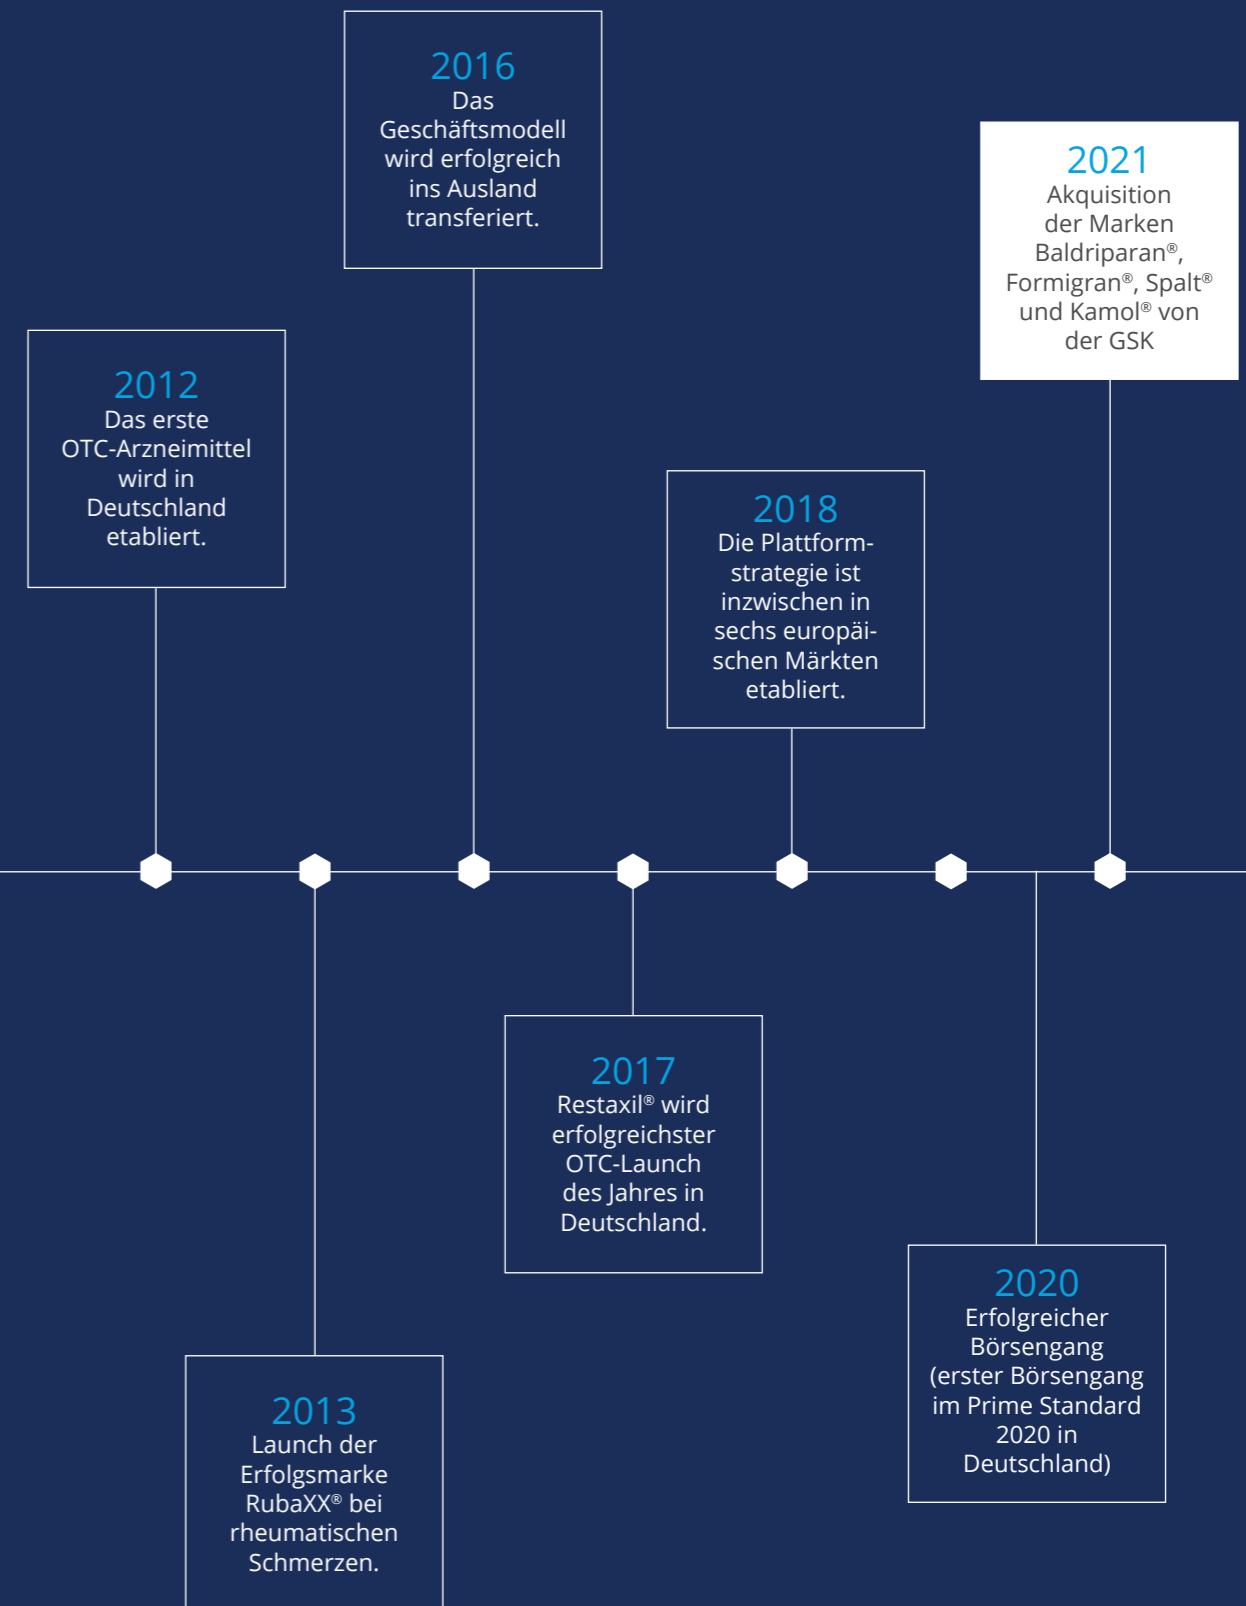 2012
Das erste
OTC-Arzneimittel
wird in
Deutschland
etabliert.
2013
Launch der
Erfolgsmarke
RubaXX® bei
rheumatischen
Schmerzen.
2016
Das
Geschäftsmodell
wird erfolgreich
ins Ausland
transferiert.
2017
Restaxil® wird
erfolgreichster
OTC-Launch
des Jahres in
Deutschland.
2018
Die Plattform-
strategie ist
inzwischen in
sechs europäi-
schen Märkten
etabliert.
2020
Erfolgreicher
Börsengang
(erster Börsengang
im Prime Standard
2020 in
Deutschland)
2021
Akquisition
der Marken
Baldriparan®,
Formigran®, Spalt®
und Kamol® von
der GSK